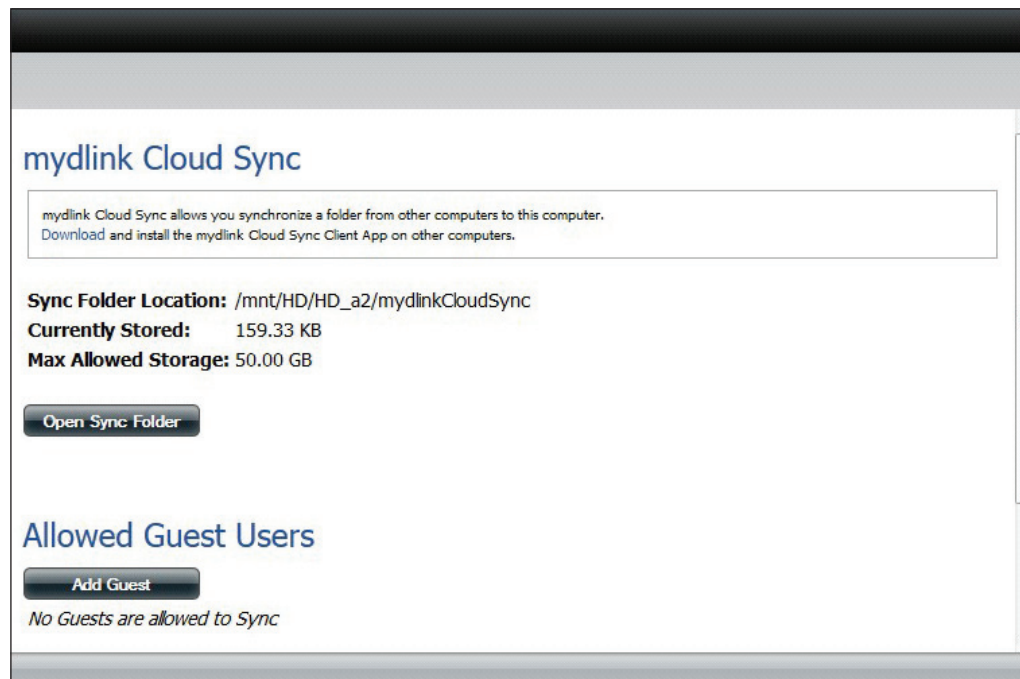 mydlink Cloud Sync
mydlink Cloud Sync allows you synchronize a folder from other computers to this computer.
Download and install the mydlink Cloud Sync Client App on other computers.
Sync Folder Location: /mnt/HD/HD_a2/mydlinkCloudSync
Currently Stored: 159.33 KB
Max Allowed Storage: 50.00 GB
Open Sync Folder
Allowed Guest Users
Add Guest
No Guests are allowed to Sync